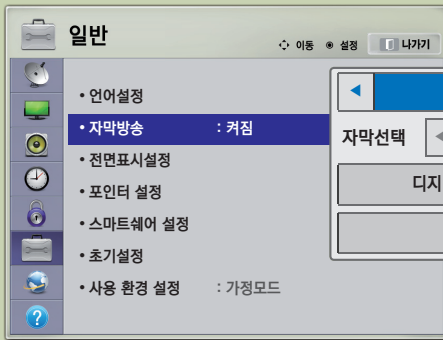 일반
이동 ◉ 설정 나가기
• 언어설정
• 자막방송 : 켜짐
• 전면표시설정
• 포인터 설정
• 스마트쉐어 설정
• 초기설정
• 사용 환경 설정 : 가정모드
자막선택
디지
?